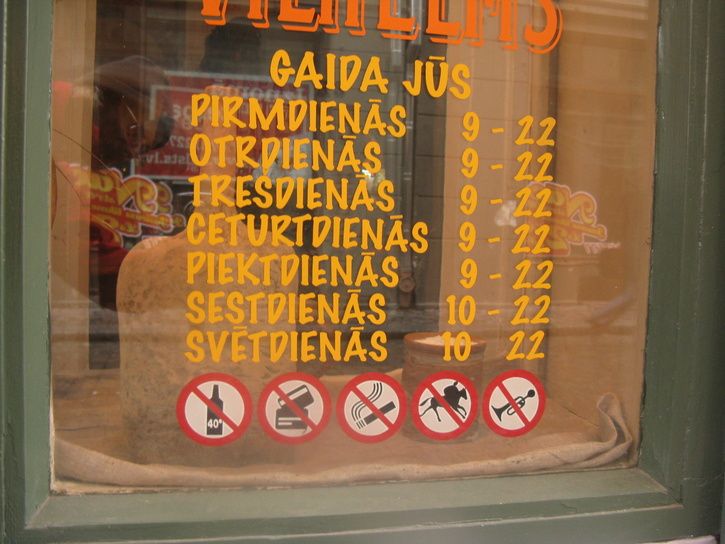 GAIDA JŪS
PIRMDIENĀS 9 - 22
OTRDIENĀS 9 - 22
TREŠDIENĀS 9 - 22
CETURTDIENĀS 9 - 22
PIEKTDIENĀS 9 - 22
SESTDIENĀS 10 - 22
SVĒTDIENĀS 10 22
40°